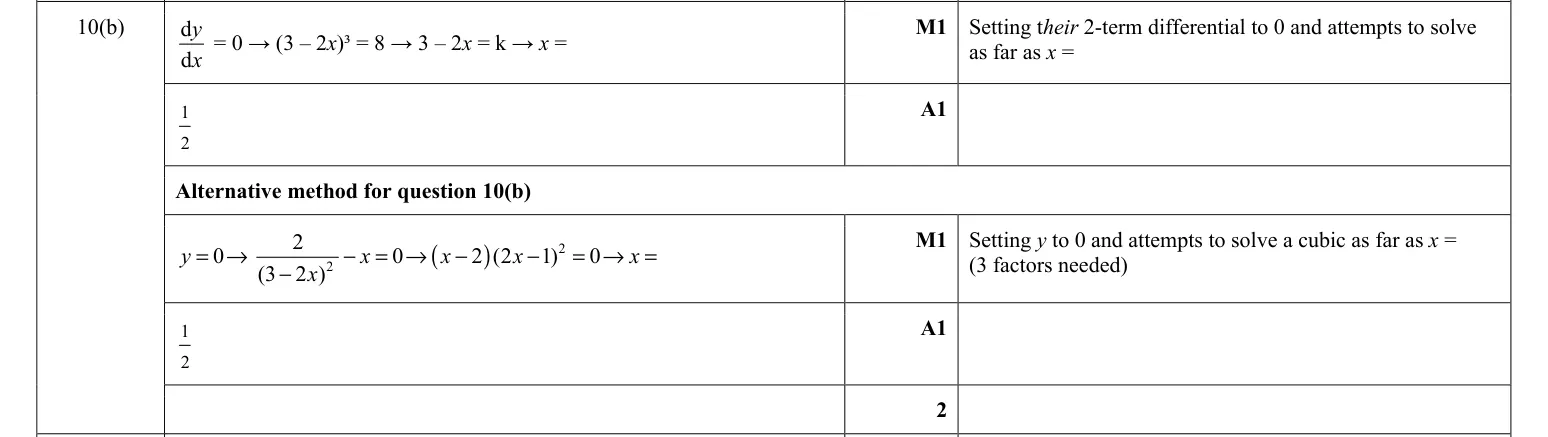 10(b)
dy/dx = 0 → (3 – 2x)³ = 8 → 3 – 2x = k → x =
M1
Setting their 2-term differential to 0 and attempts to solve
as far as x =
1/2
A1
Alternative method for question 10(b)
y = 0 → 2/(3 − 2x)² − x = 0 → (x − 2)(2x − 1)² = 0 → x =
M1
Setting y to 0 and attempts to solve a cubic as far as x =
(3 factors needed)
1/2
A1
2